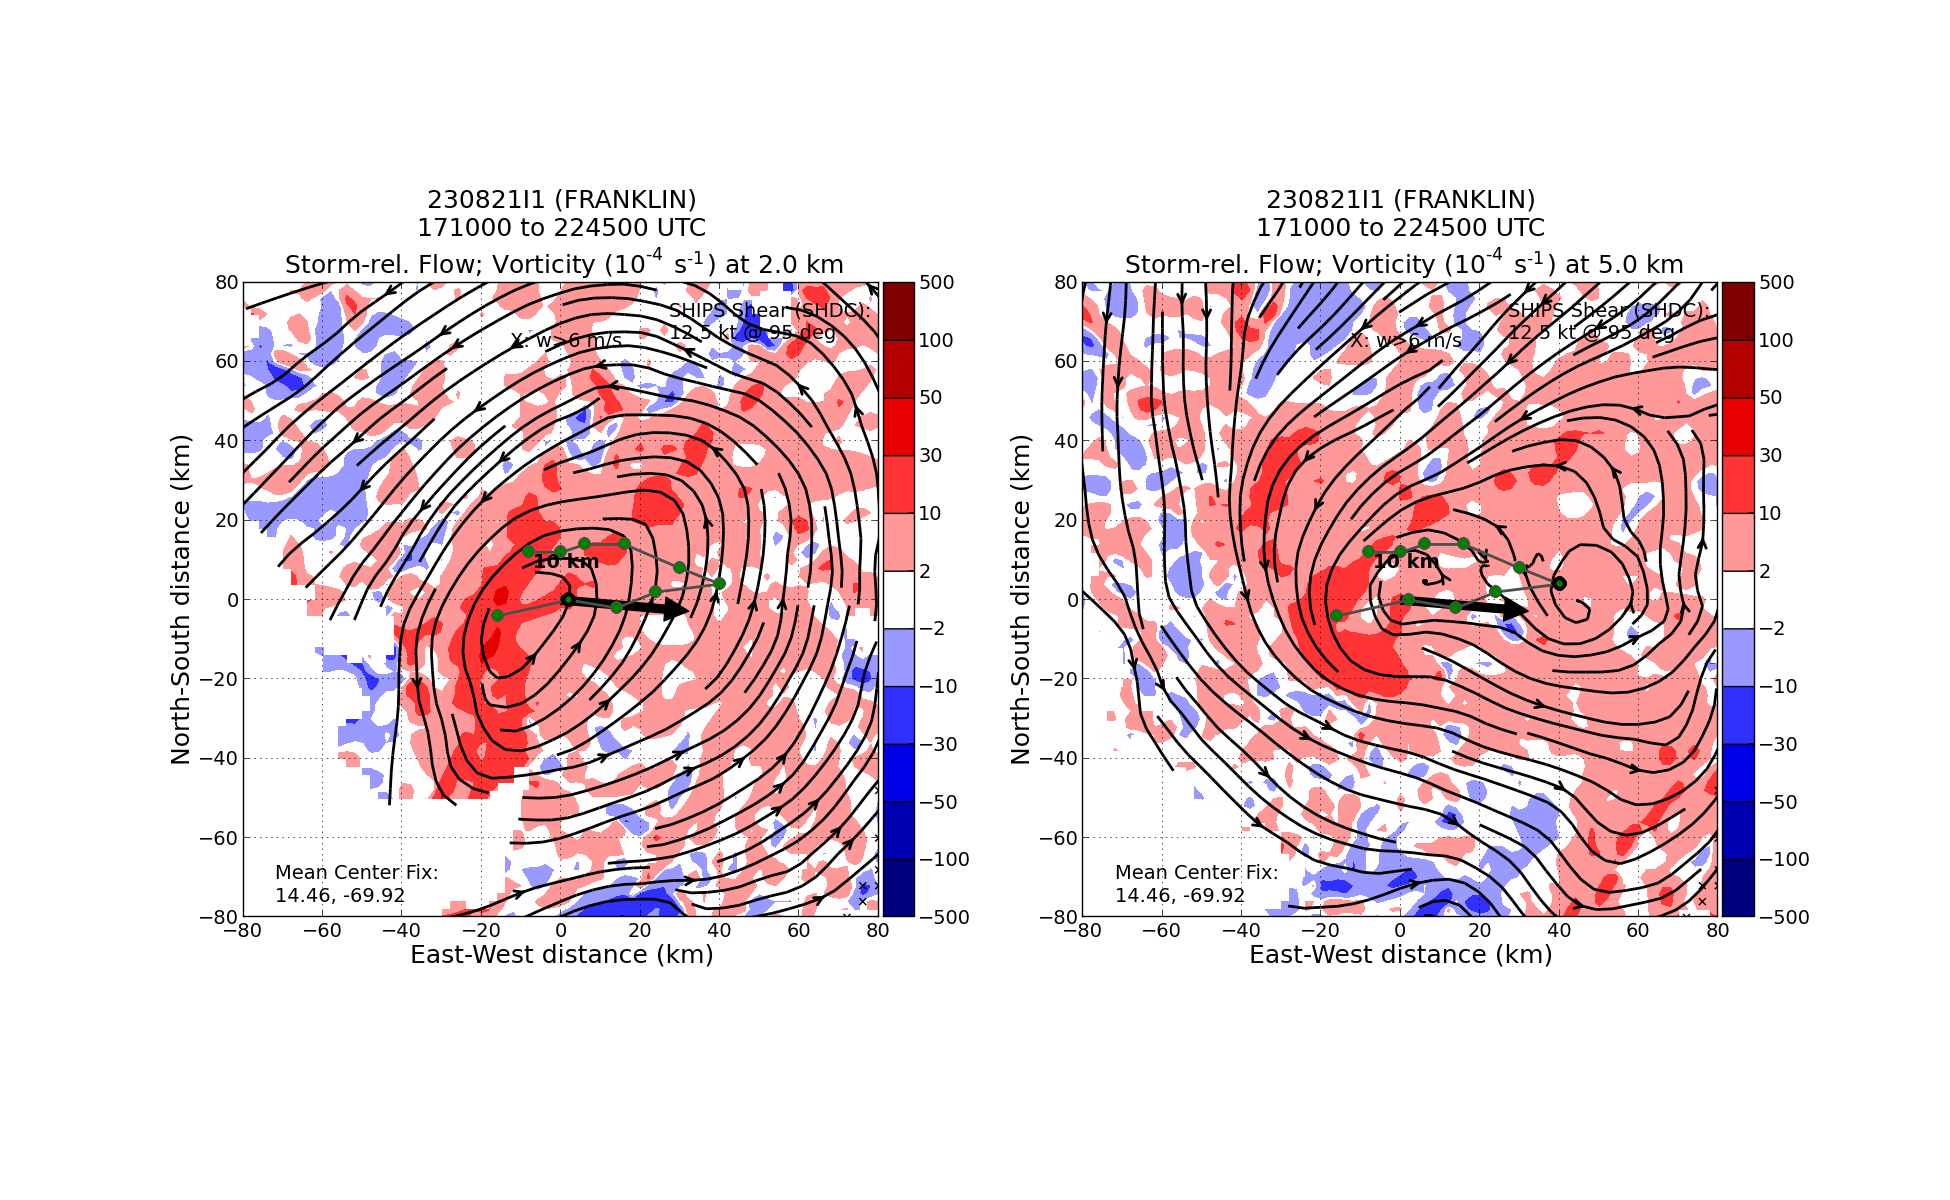 230821I1 (FRANKLIN)
171000 to 224500 UTC
Storm-rel. Flow; Vorticity (10⁻⁴ s⁻¹) at 2.0 km
80
60
40
20
0
−20
−40
−60
−80
North-South distance (km)
SHIPS Shear (SHDC):
12.5 kt @ 95 deg
X: w>6 m/s
10 km
Mean Center Fix:
14.46, -69.92
−80 −60 −40 −20 0 20 40 60 80
East-West distance (km)
500
100
50
30
10
2
−2
−10
−30
−50
−100
−500
230821I1 (FRANKLIN)
171000 to 224500 UTC
Storm-rel. Flow; Vorticity (10⁻⁴ s⁻¹) at 5.0 km
80
60
40
20
0
−20
−40
−60
−80
North-South distance (km)
SHIPS Shear (SHDC):
12.5 kt @ 95 deg
X: w>6 m/s
10 km
Mean Center Fix:
14.46, -69.92
−80 −60 −40 −20 0 20 40 60 80
East-West distance (km)
500
100
50
30
10
2
−2
−10
−30
−50
−100
−500